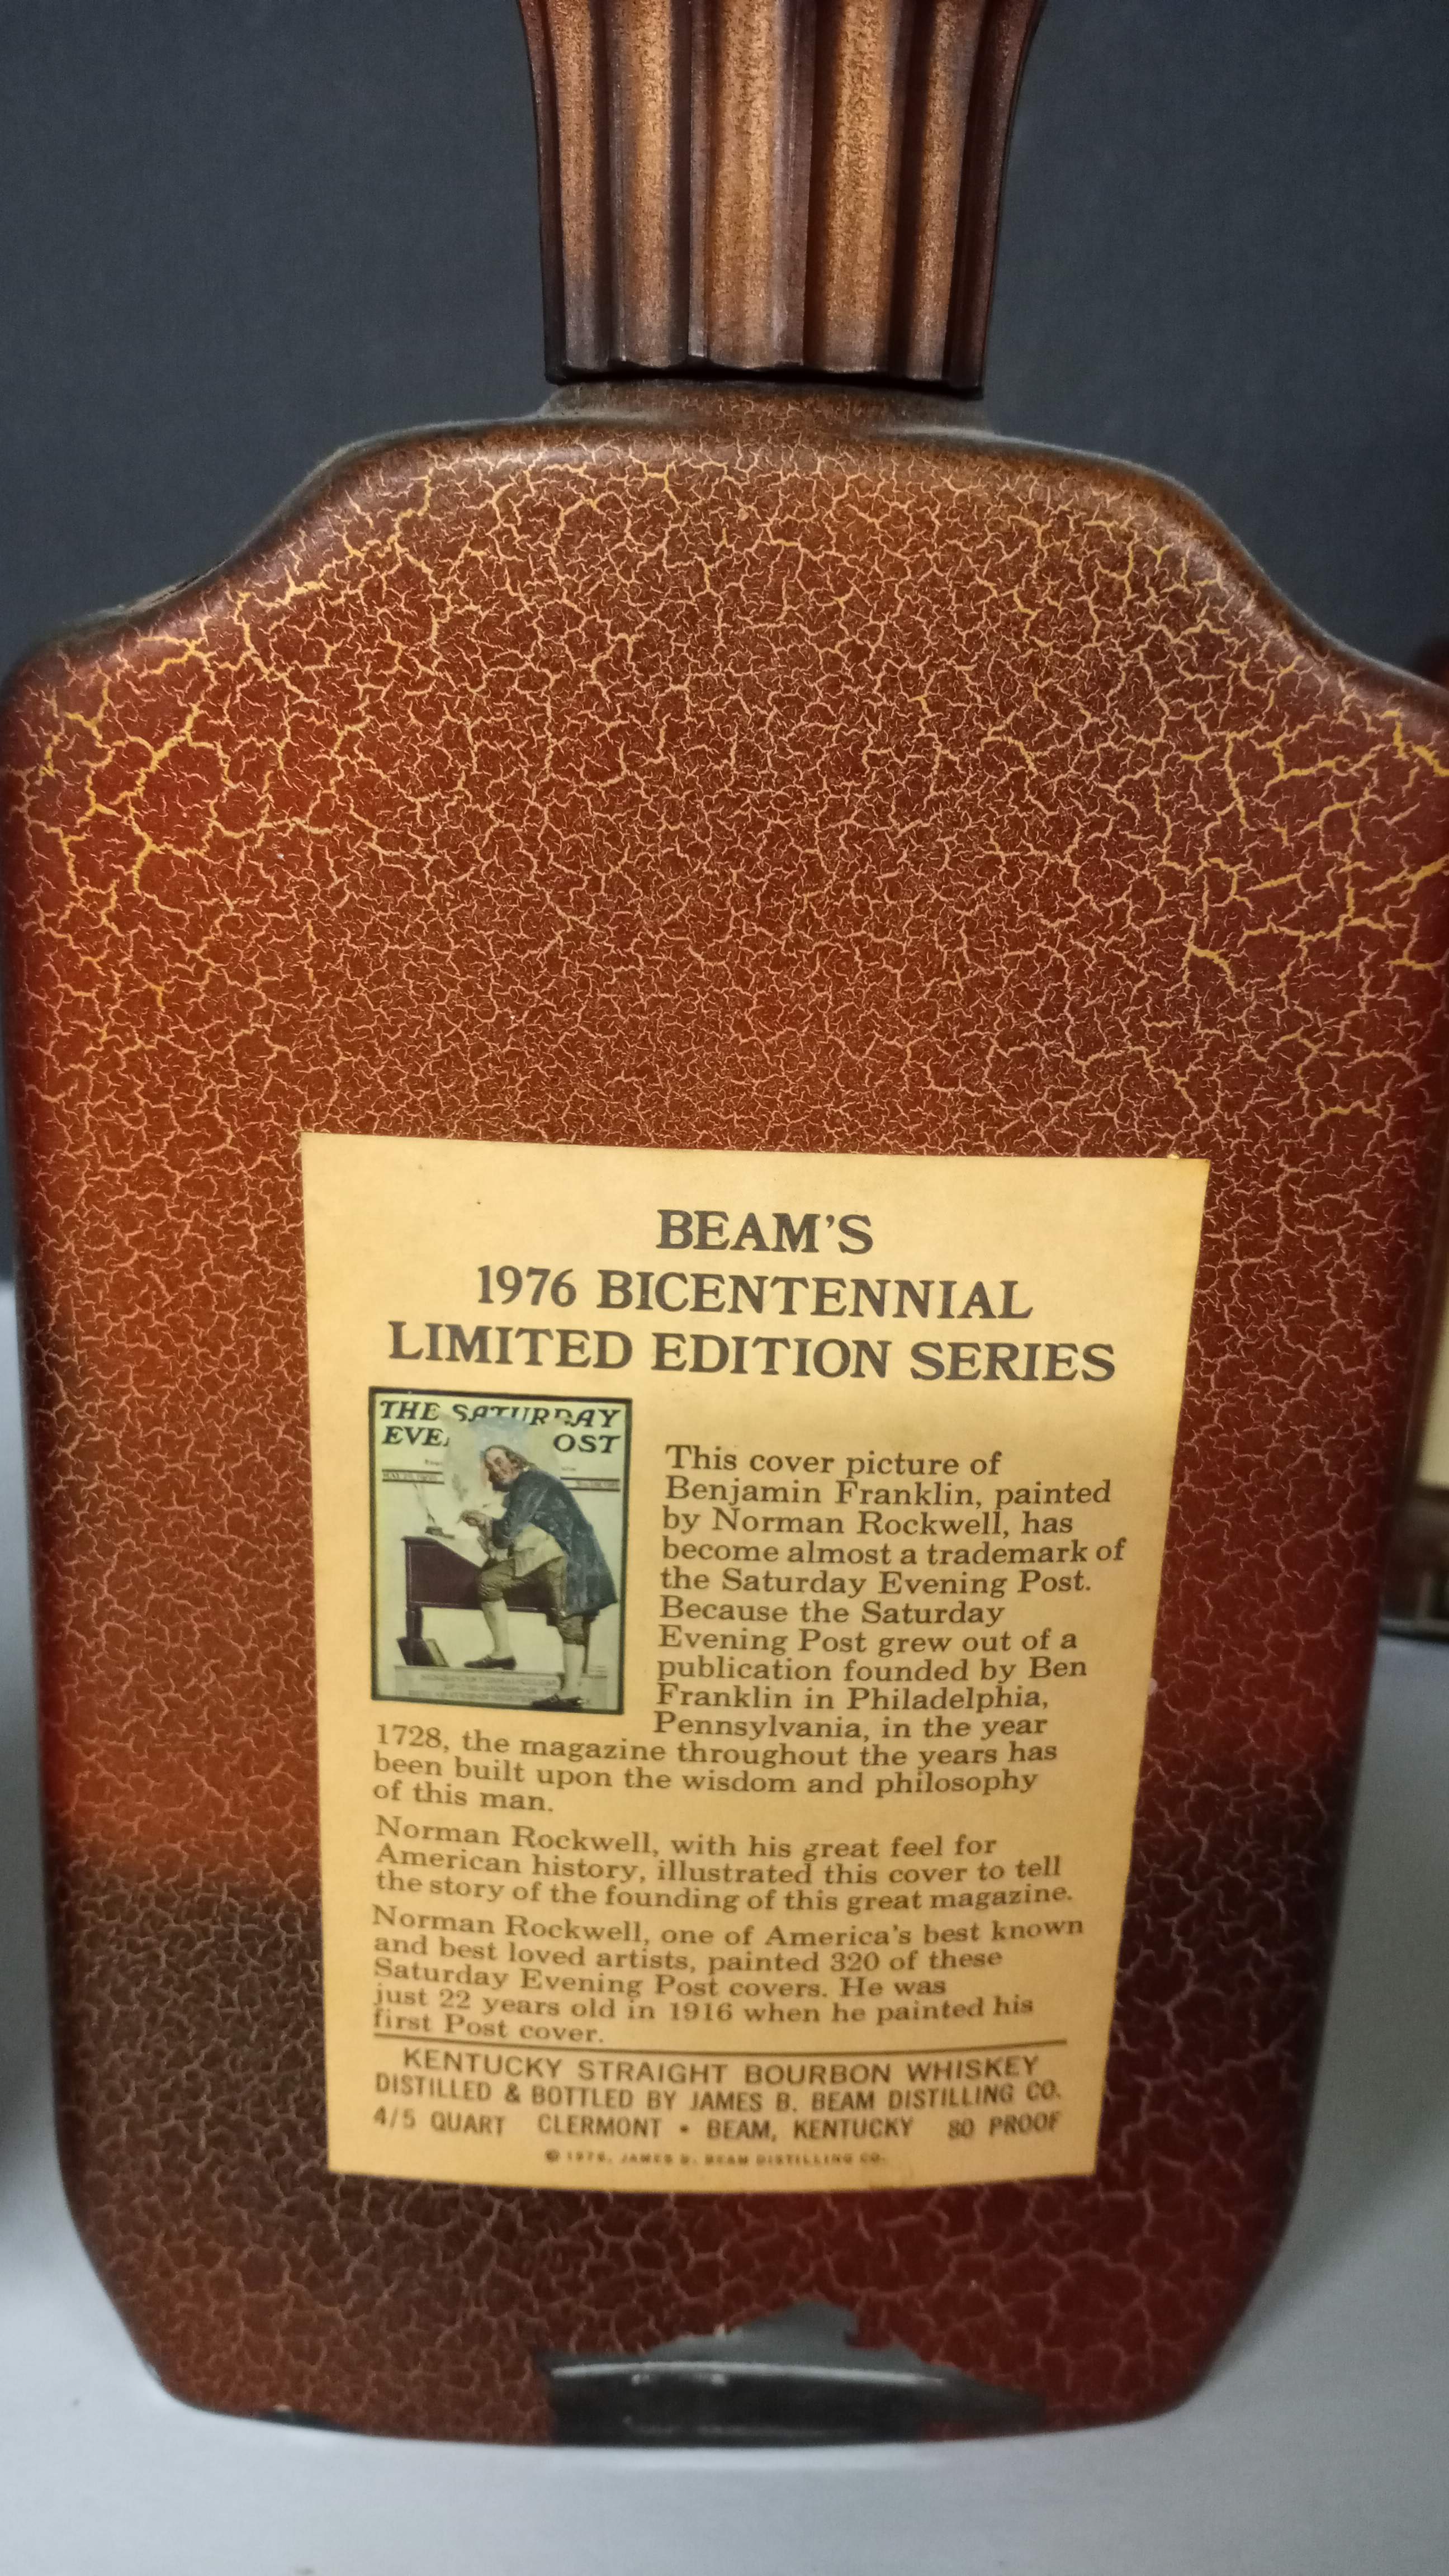 BEAM'S
1976 BICENTENNIAL
LIMITED EDITION SERIES
THE SATURDAY
EVE OST
This cover picture of
Benjamin Franklin, painted
by Norman Rockwell, has
become almost a trademark of
the Saturday Evening Post.
Because the Saturday
Evening Post grew out of a
publication founded by Ben
Franklin in Philadelphia,
Pennsylvania, in the year
1728, the magazine throughout the years has
been built upon the wisdom and philosophy
of this man.
Norman Rockwell, with his great feel for
American history, illustrated this cover to tell
the story of the founding of this great magazine.
Norman Rockwell, one of America's best known
and best loved artists, painted 320 of these
Saturday Evening Post covers. He was
just 22 years old in 1916 when he painted his
first Post cover.
KENTUCKY STRAIGHT BOURBON WHISKEY
DISTILLED & BOTTLED BY JAMES B. BEAM DISTILLING CO.
4/5 QUART CLERMONT • BEAM, KENTUCKY 80 PROOF
JAMES B. BEAM DISTILLING CO.